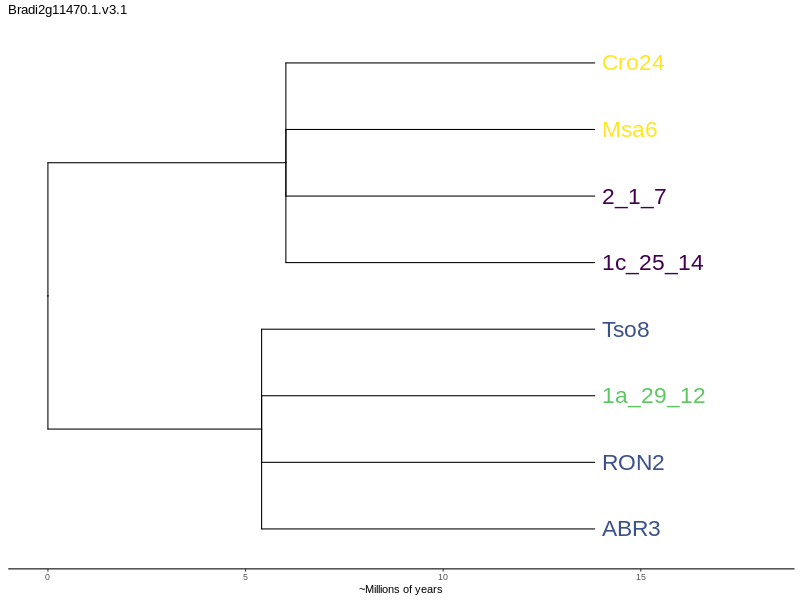 Bradi2g11470.1.v3.1
Cro24
Msa6
2_1_7
1c_25_14
Tso8
1a_29_12
RON2
ABR3
0 5 10 15
~Millions of years